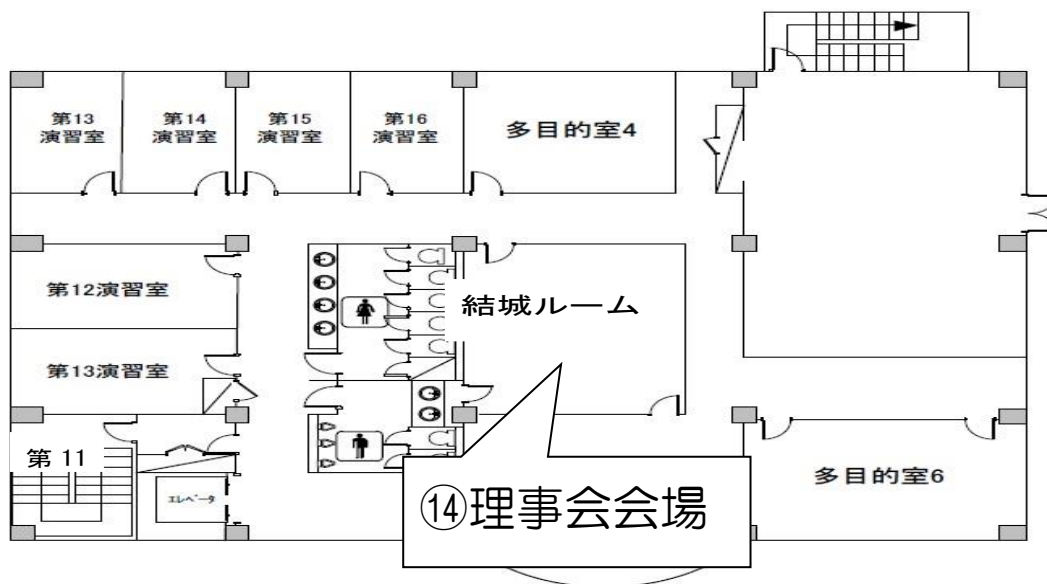 第13
演習室
第14
演習室
第15
演習室
第16
演習室
多目的室4
第12演習室
結城ルーム
第13演習室
第 11
エレベータ
多目的室6
⑭理事会会場